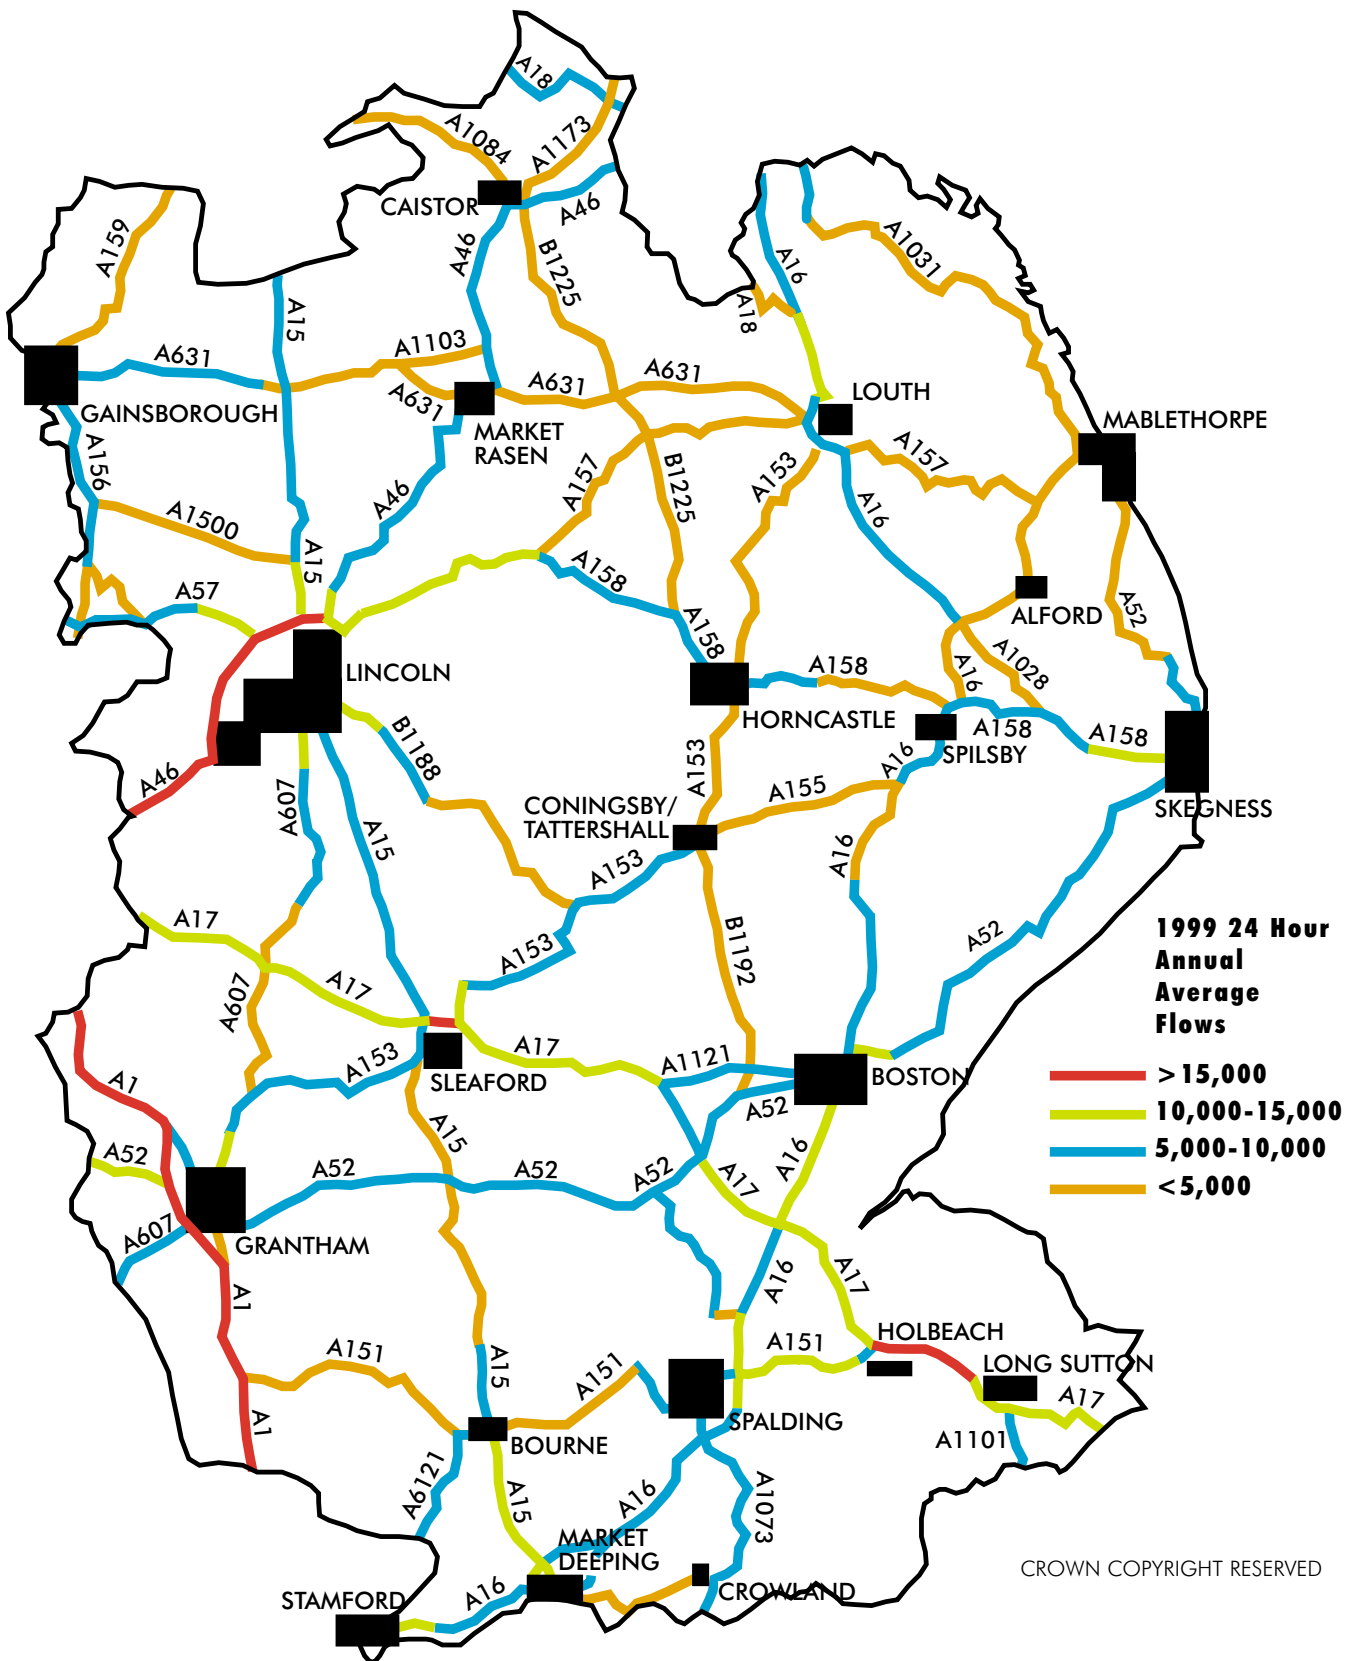 A18
A1084
A1173
CAISTOR
A46
A159
A46
B1225
A16
A1031
A15
A18
A1103
A631
A631
A631
A631
LOUTH
GAINSBOROUGH
MABLETHORPE
MARKET
RASEN
A156
A157
B1225
A153
A157
A46
A16
A1500
A15
A158
A57
ALFORD
A52
A158
LINCOLN
A158
A16
A1028
HORNCASTLE
A158
SPILSBY
A158
B1188
A46
A607
A153
A155
A16
CONINGSBY/
TATTERSHALL
SKEGNESS
A15
A16
A153
A17
A52
A153
B1192
A17
A607
1999 24 Hour
Annual
Average
Flows
A17
A153
A1121
SLEAFORD
BOSTON
A1
>15,000
A52
10,000-15,000
A15
A16
A52
5,000-10,000
A52
A52
A52
A17
<5,000
A607
GRANTHAM
A16
A17
A1
HOLBEACH
A151
A151
A15
A151
LONG SUTTON
A17
A1
SPALDING
BOURNE
A1101
A6121
A15
A16
A1073
MARKET
DEEPING
CROWN COPYRIGHT RESERVED
CROWLAND
STAMFORD
A16